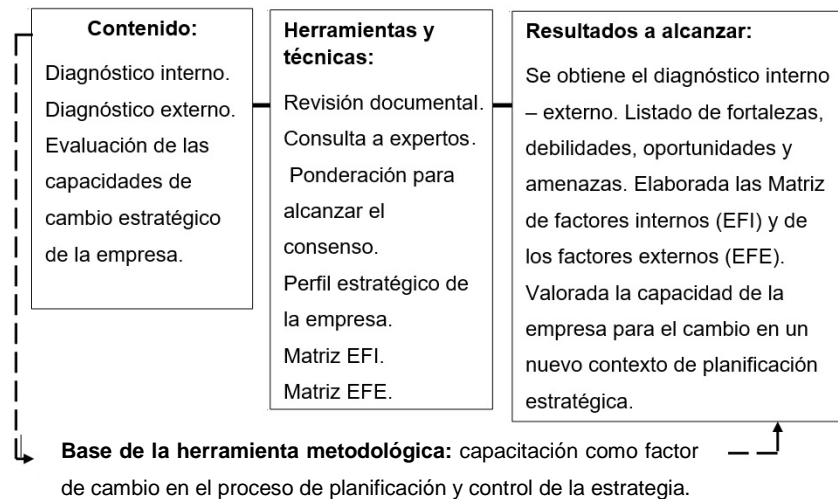 Contenido:
Diagnóstico interno.
Diagnóstico externo.
Evaluación de las
capacidades de
cambio estratégico
de la empresa.
Herramientas y
técnicas:
Revisión documental.
Consulta a expertos.
Ponderación para
alcanzar el
consenso.
Perfil estratégico de
la empresa.
Matriz EFI.
Matriz EFE.
Resultados a alcanzar:
Se obtiene el diagnóstico interno
– externo. Listado de fortalezas,
debilidades, oportunidades y
amenazas. Elaborada las Matriz
de factores internos (EFI) y de
los factores externos (EFE).
Valorada la capacidad de la
empresa para el cambio en un
nuevo contexto de planificación
estratégica.
Base de la herramienta metodológica: capacitación como factor
de cambio en el proceso de planificación y control de la estrategia.